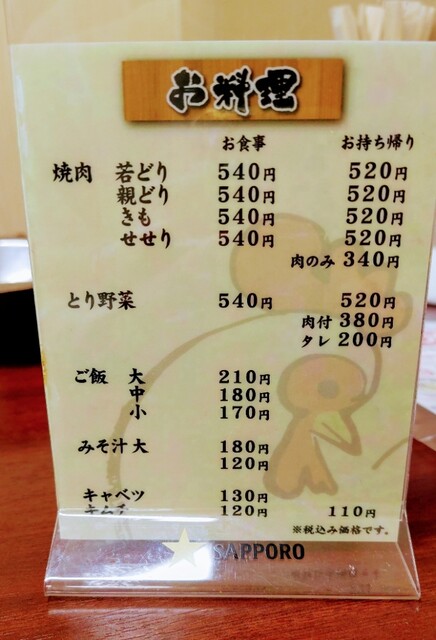 お料理
お食事 お持ち帰り
焼肉 若どり 540円 520円
親どり 540円 520円
きも 540円 520円
せせり 540円 520円
肉のみ 340円
とり野菜 540円 520円
肉付 380円
タレ 200円
ご飯 大 210円
中 180円
小 170円
みそ汁 大 180円
120円
キャベツ 130円
キムチ 120円 110円
※税込み価格です。
SAPPORO